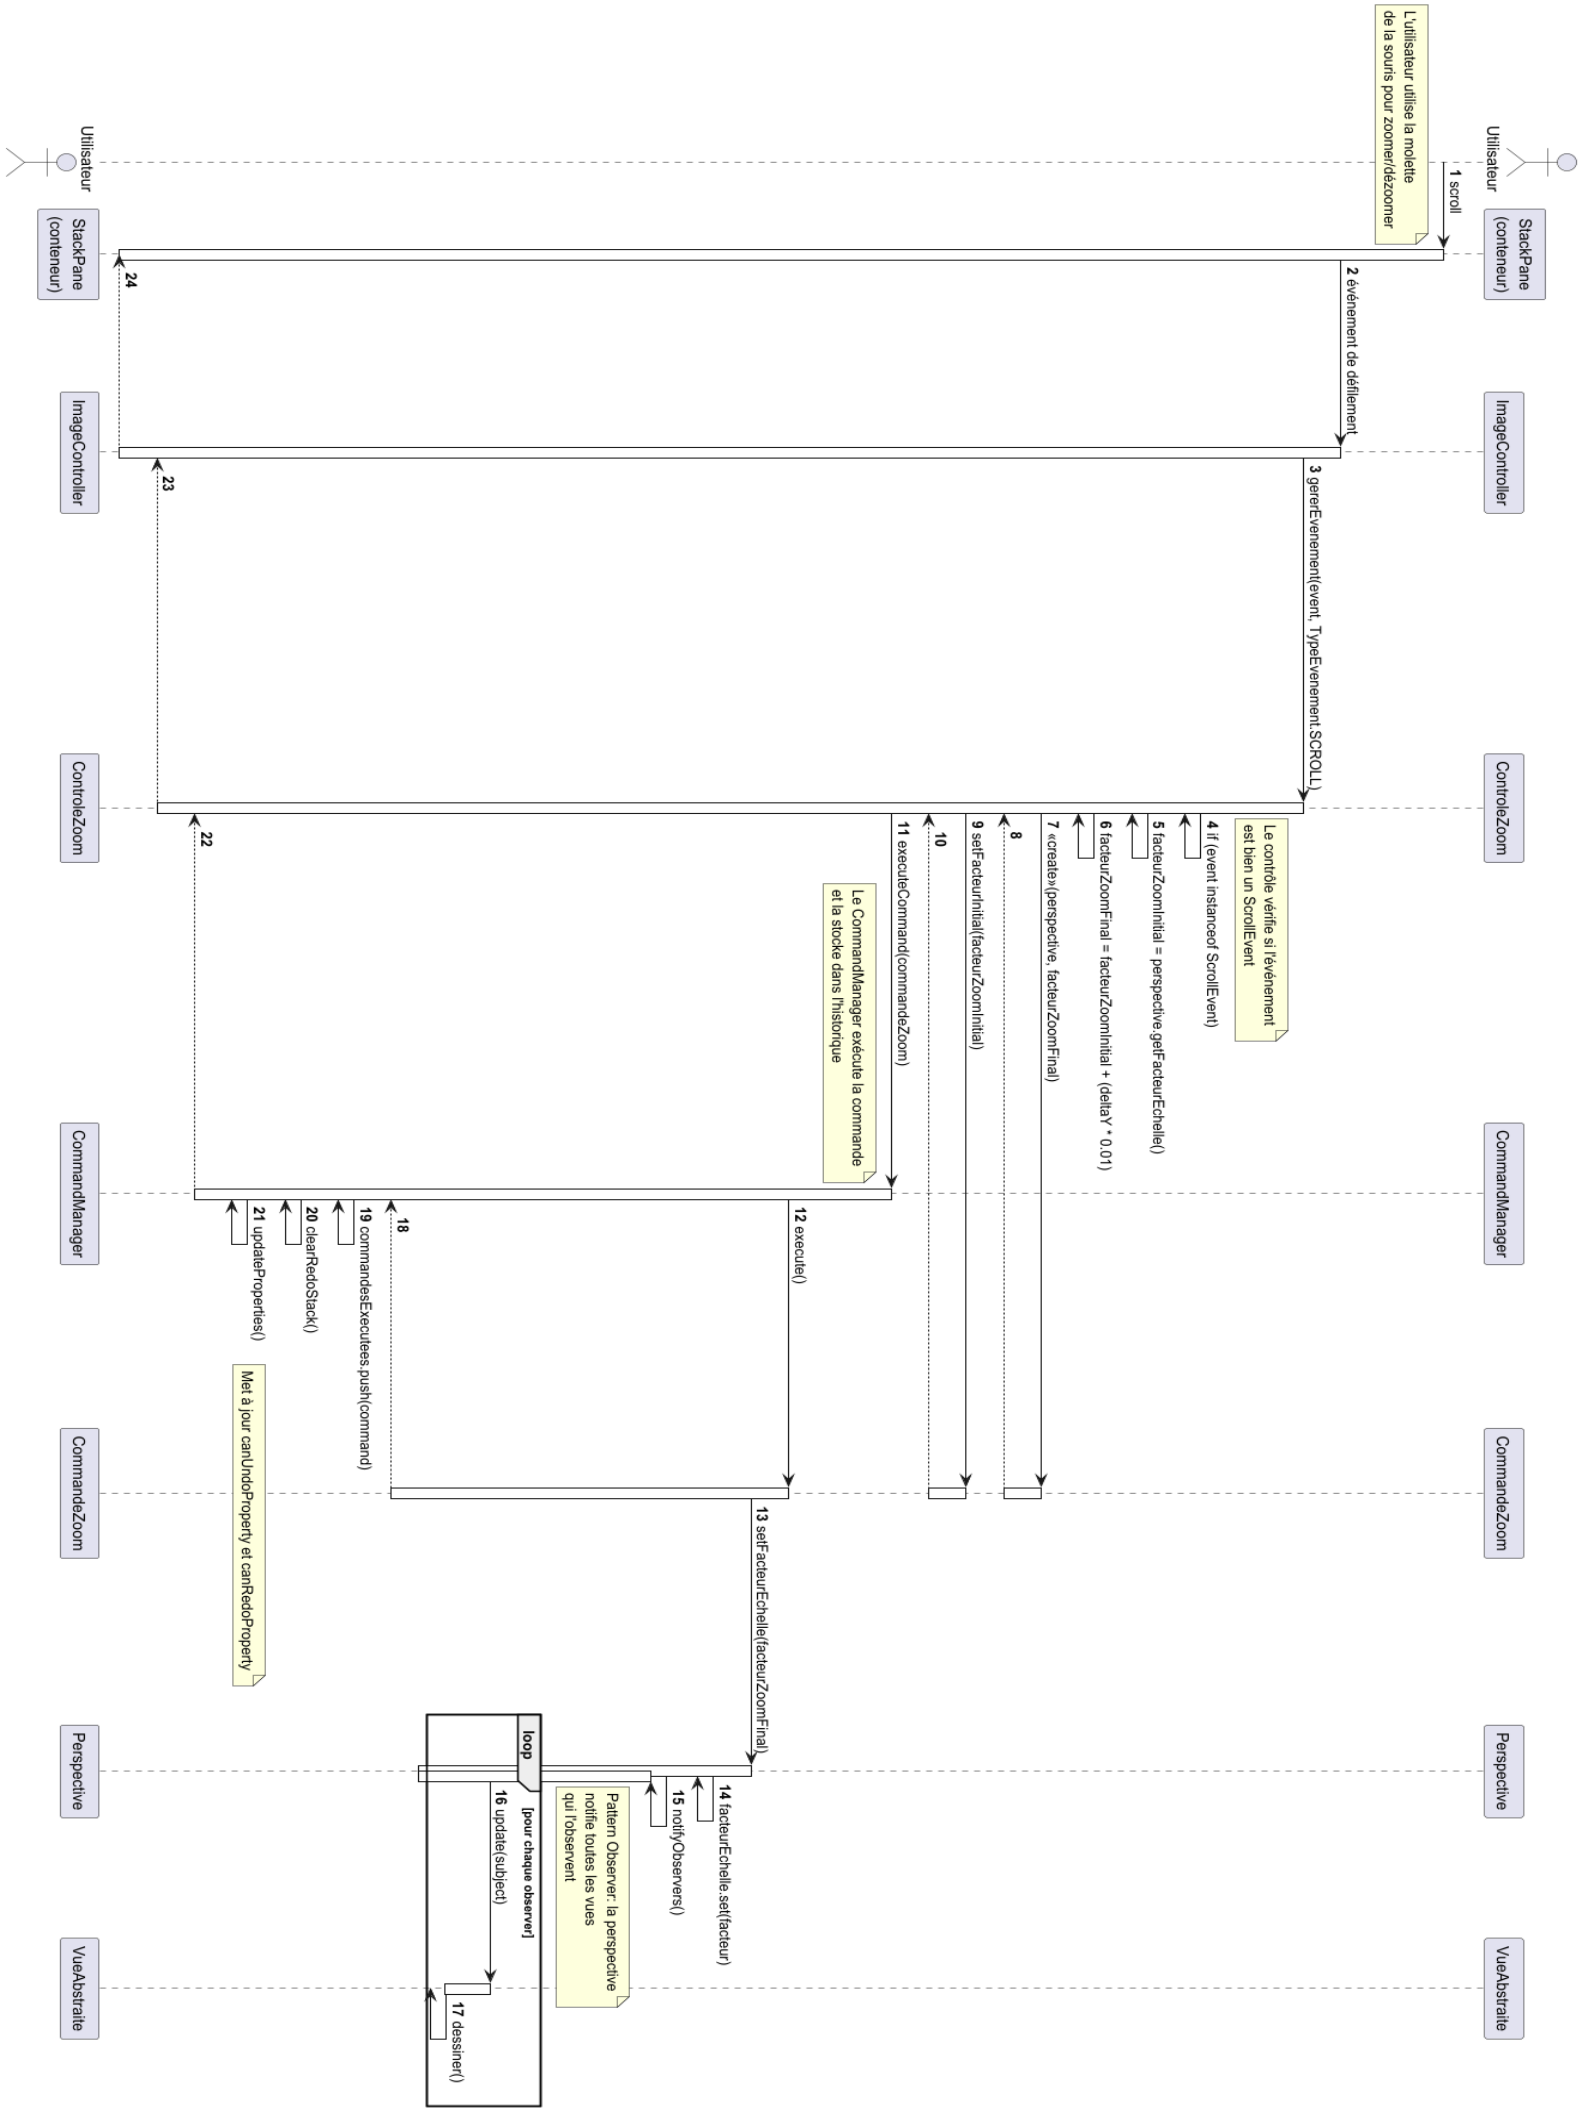 Utilisateur
StackPane
(conteneur)
ImageController
ControleZoom
CommandManager
CommandeZoom
Perspective
VueAbstraite
1 scroll
L'utilisateur utilise la molette
de la souris pour zoomer/dézoomer
2 événement de défilement
3 gererEvenement(event, TypeEvenement.SCROLL)
Le contrôle vérifie si l'événement
est bien un ScrollEvent
4 if (event instanceof ScrollEvent)
5 facteurZoomInitial = perspective.getFacteurEchelle()
6 facteurZoomFinal = facteurZoomInitial + (deltaY * 0.01)
7 «create»(perspective, facteurZoomFinal)
8
9 setFacteurInitial(facteurZoomInitial)
10
11 executeCommand(commandeZoom)
Le CommandManager exécute la commande
et la stocke dans l'historique
12 execute()
13 setFacteurEchelle(facteurZoomFinal)
14 facteurEchelle.set(facteur)
15 notifyObservers()
Pattern Observer: la perspective
notifie toutes les vues
qui l'observent
loop
[pour chaque observer]
16 update(subject)
17 dessiner()
18
19 commandesExecutees.push(command)
20 clearRedoStack()
21 updateProperties()
Met à jour canUndoProperty et canRedoProperty
22
23
24
Utilisateur
StackPane
(conteneur)
ImageController
ControleZoom
CommandManager
CommandeZoom
Perspective
VueAbstraite